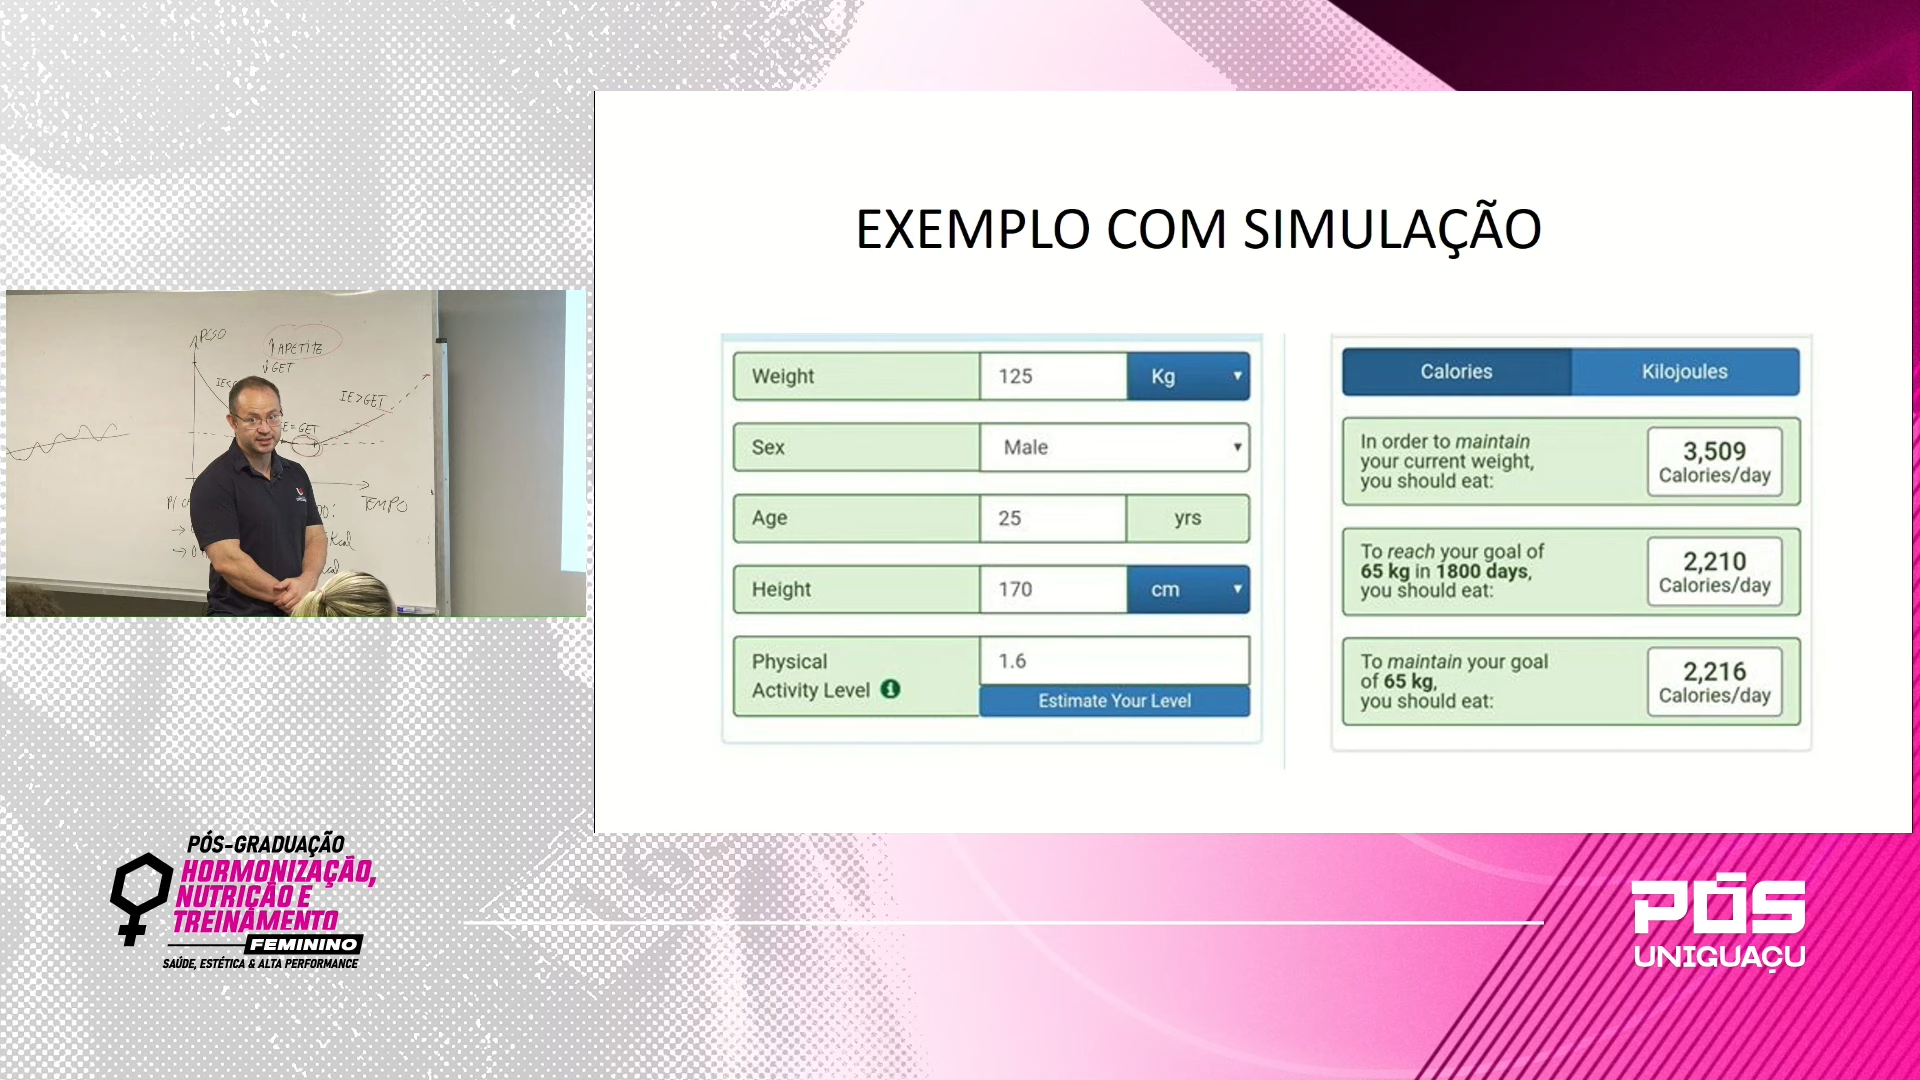 EXEMPLO COM SIMULAÇÃO
Weight 125 Kg
Sex Male
Age 25 yrs
Height 170 cm
Physical
Activity Level 1.6
Estimate Your Level
Calories Kilojoules
In order to maintain
your current weight,
you should eat:
3,509
Calories/day
To reach your goal of
65 kg in 1800 days,
you should eat:
2,210
Calories/day
To maintain your goal
of 65 kg,
you should eat:
2,216
Calories/day
PESO
↑APETITE
↓GET
IE>GET
=GET
TEMPO
PÓS-GRADUAÇÃO
HORMONIZAÇÃO,
NUTRIÇÃO E
TREINAMENTO
FEMININO
SAÚDE, ESTÉTICA & ALTA PERFORMANCE
PÓS
UNIGUAÇU